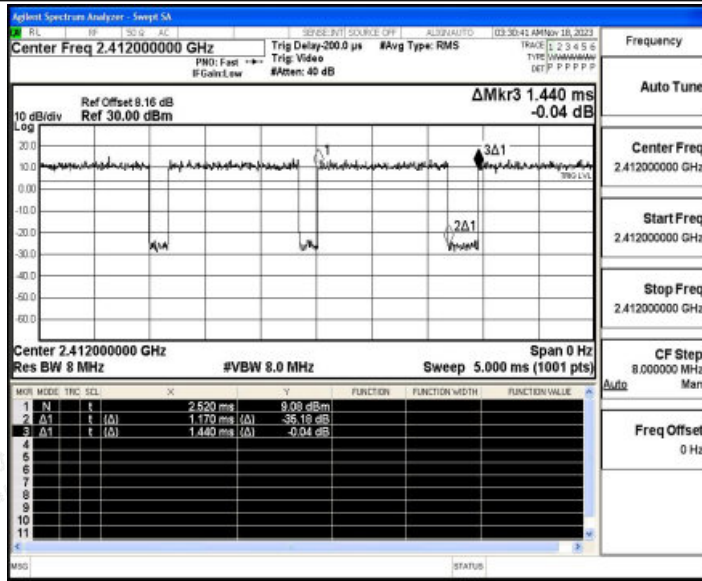 Agilent Spectrum Analyzer - Swept SA
RL RF 50 Ω AC SENSE:INT SOURCE OFF ALIGNAUTO 03:30:41 AM Nov 18, 2023
Center Freq 2.412000000 GHz
PNO: Fast
IFGain:Low
Trig Delay-200.0 µs
Trig: Video
#Atten: 40 dB
#Avg Type: RMS
TRACE 1 2 3 4 5 6
TYPE WWWWWW
DET P P P P P P
Ref Offset 8.16 dB
10 dB/div Ref 30.00 dBm
Log
ΔMkr3 1.440 ms
-0.04 dB
20.0
10.0
0.00
-10.0
-20.0
-30.0
-40.0
-50.0
-60.0
1
3Δ1
TRIG LVL
2Δ1
Center 2.412000000 GHz Span 0 Hz
Res BW 8 MHz #VBW 8.0 MHz Sweep 5.000 ms (1001 pts)
MKR MODE TRC SCL X Y FUNCTION FUNCTION WIDTH FUNCTION VALUE
1 N t 2.520 ms 9.08 dBm
2 Δ1 t (Δ) 1.170 ms (Δ) -35.18 dB
3 Δ1 t (Δ) 1.440 ms (Δ) -0.04 dB
4
5
6
7
8
9
10
11
MSG STATUS
Frequency
Auto Tune
Center Freq
2.412000000 GHz
Start Freq
2.412000000 GHz
Stop Freq
2.412000000 GHz
CF Step
8.000000 MHz
Auto Man
Freq Offset
0 Hz